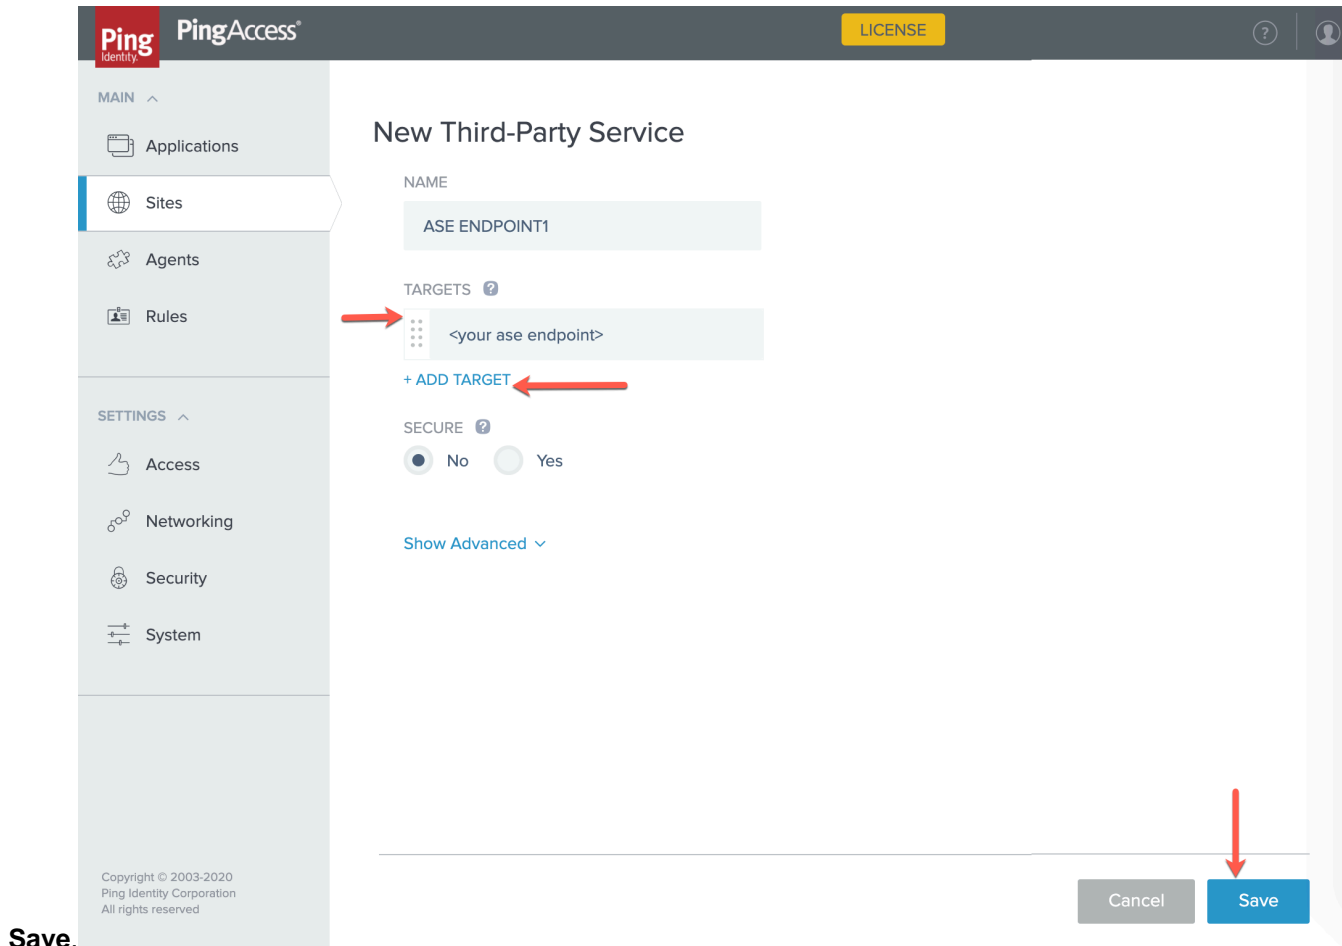 Ping
Identity.
PingAccess®
LICENSE
MAIN
Applications
Sites
Agents
Rules
SETTINGS
Access
Networking
Security
System
Copyright © 2003-2020
Ping Identity Corporation
All rights reserved
New Third-Party Service
NAME
ASE ENDPOINT1
TARGETS ?
<your ase endpoint>
+ ADD TARGET
SECURE ?
No Yes
Show Advanced
Cancel Save
Save.